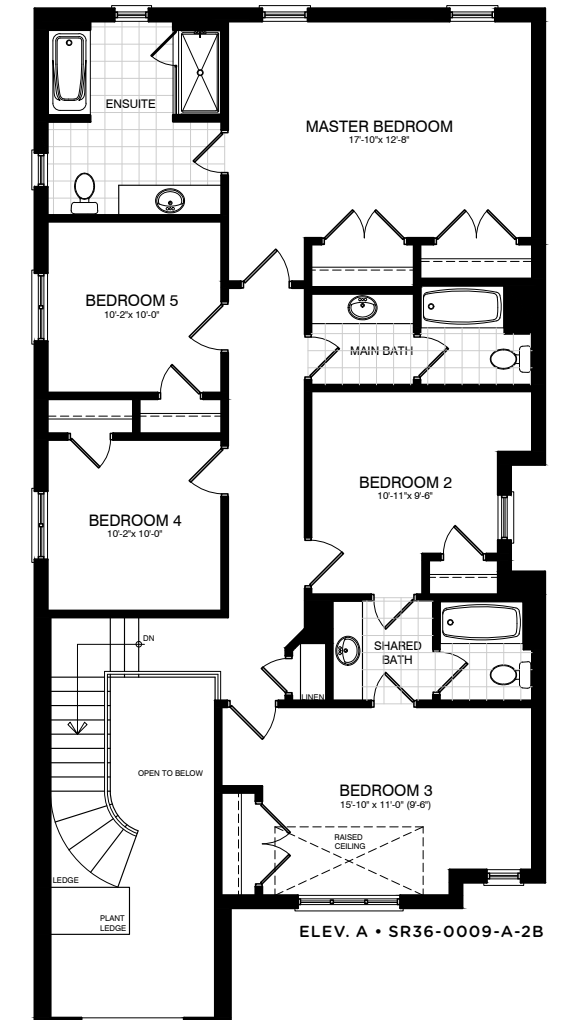 ENSUITE
MASTER BEDROOM
17'-10"x 12'-8"
BEDROOM 5
10'-2"x 10'-0"
MAIN BATH
BEDROOM 2
10'-11"x 9'-6"
BEDROOM 4
10'-2"x 10'-0"
DN
SHARED
BATH
LINEN
OPEN TO BELOW
BEDROOM 3
15'-10" x 11'-0" (9'-6")
RAISED
CEILING
LEDGE
PLANT
LEDGE
ELEV. A • SR36-0009-A-2B